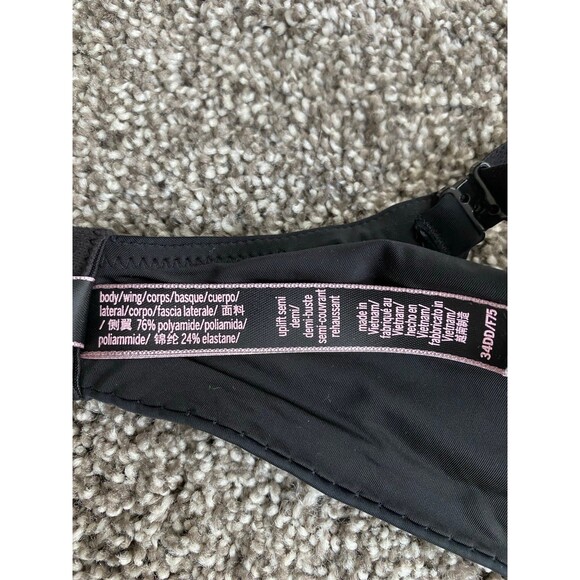 body/wing/corps/basque/cuerpo/
lateral/corpo/fascia laterale/ 面料
/ 侧翼 76% polyamide/poliamida/
poliammide/ 锦纶 24% elastane/
uplift semi
demi/
demi-buste
semi-couvrant
rehaussant
made in
Vietnam/
fabriqué au
Vietnam/
hecho en
Vietnam/
fabbricato in
Vietnam/
越南制造
34DD/F75